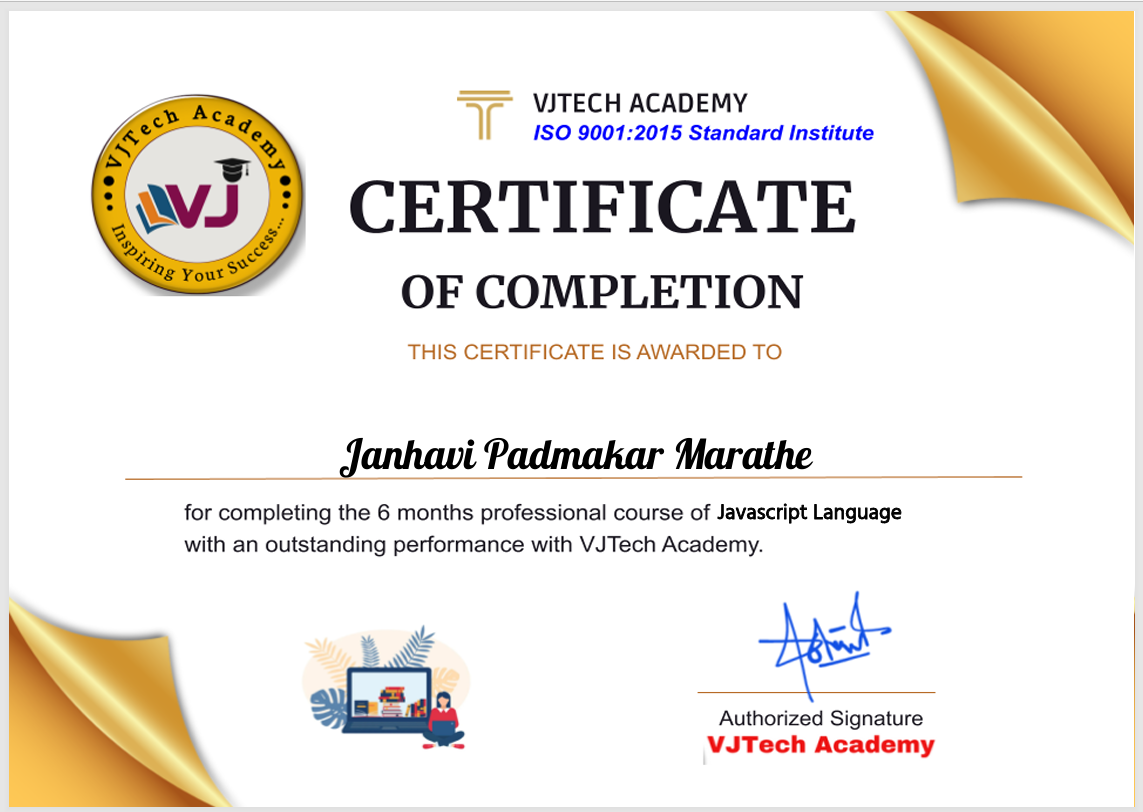 VJTech Academy
VJ
Inspiring Your Success...
VJTECH ACADEMY
ISO 9001:2015 Standard Institute
CERTIFICATE
OF COMPLETION
THIS CERTIFICATE IS AWARDED TO
Janhavi Padmakar Marathe
for completing the 6 months professional course of Javascript Language
with an outstanding performance with VJTech Academy.
Authorized Signature
VJTech Academy